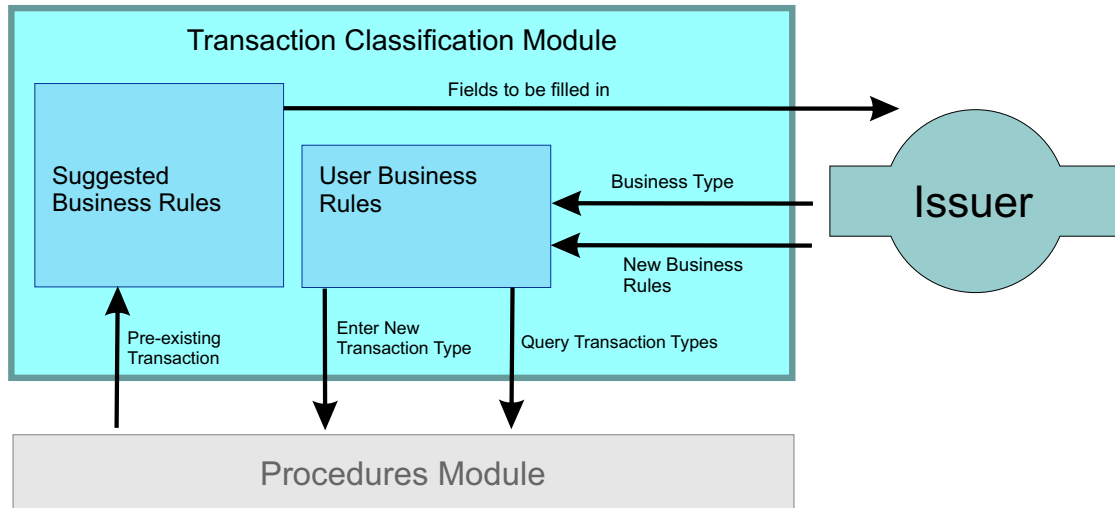 Transaction Classification Module
Fields to be filled in
Suggested
Business Rules
User Business
Rules
Business Type
Issuer
New Business
Rules
Pre-existing
Transaction
Enter New
Transaction Type
Query Transaction Types
Procedures Module